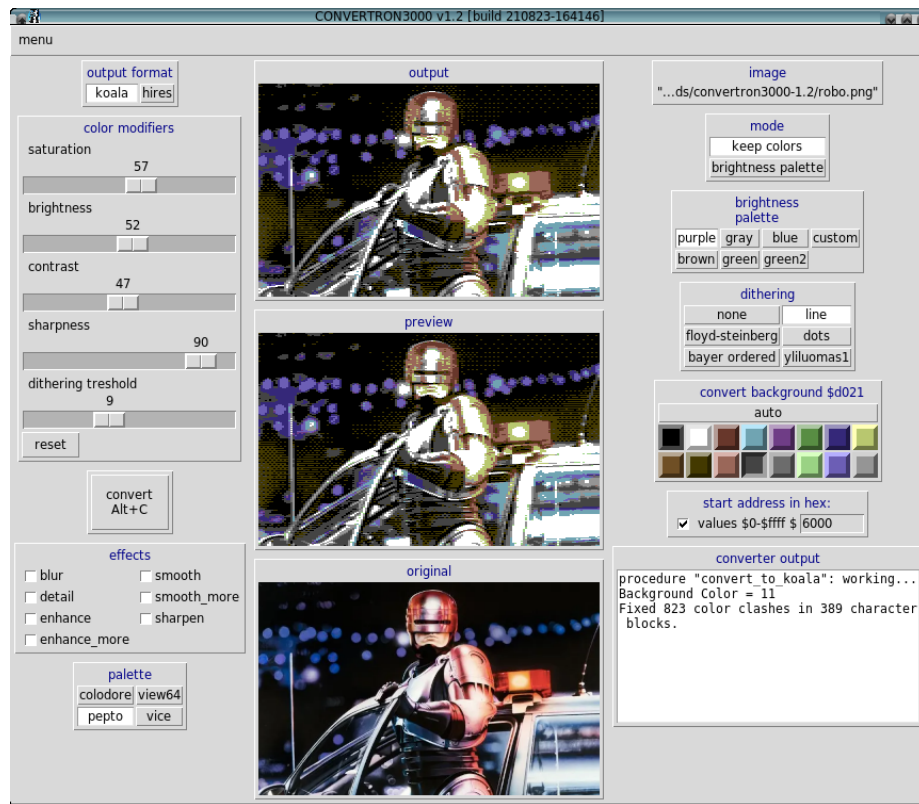 CONVERTRON3000 v1.2 [build 210823-164146]
menu
output format
koala hires
color modifiers
saturation
57
brightness
52
contrast
47
sharpness
90
dithering treshold
9
reset
convert
Alt+C
effects
blur smooth
detail smooth_more
enhance sharpen
enhance_more
palette
colodore view64
pepto vice
output
preview
original
image
"...ds/convertron3000-1.2/robo.png"
mode
keep colors
brightness palette
brightness
palette
purple gray blue custom
brown green green2
dithering
none line
floyd-steinberg dots
bayer ordered yliluomas1
convert background $d021
auto
start address in hex:
values $0-$ffff $ 6000
converter output
procedure "convert_to_koala": working...
Background Color = 11
Fixed 823 color clashes in 389 character
blocks.